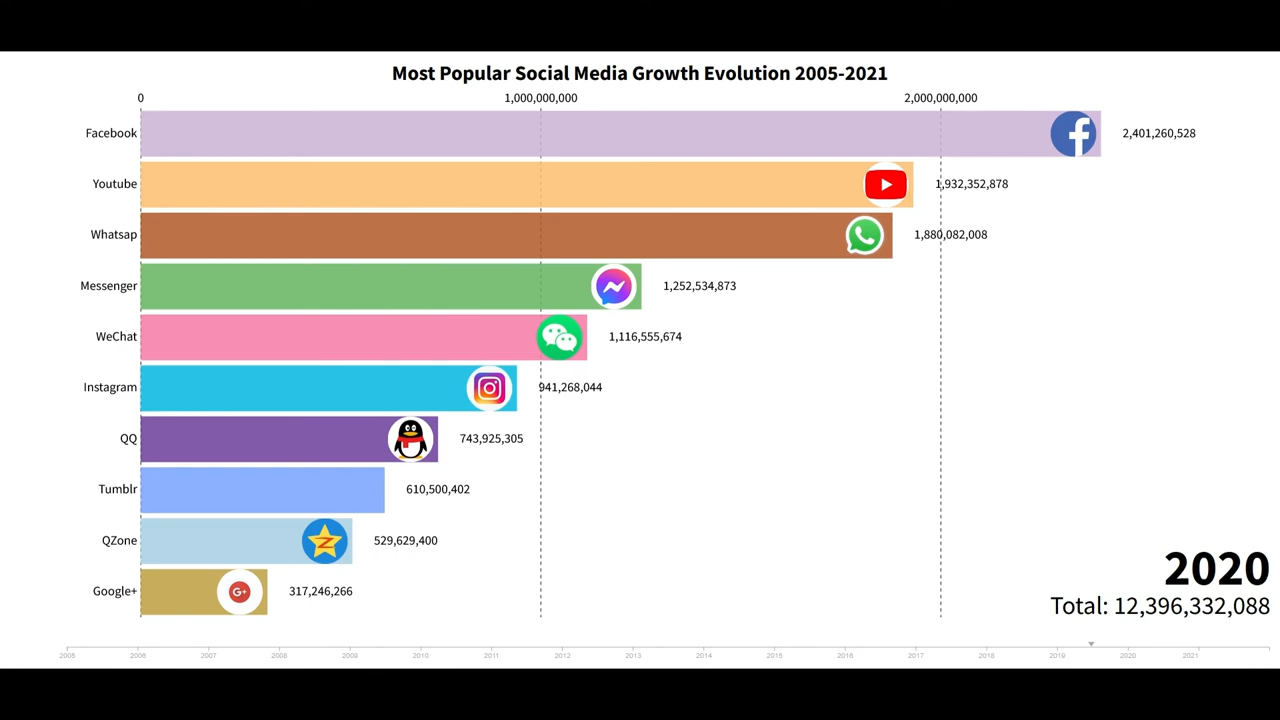 Most Popular Social Media Growth Evolution 2005-2021
0 1,000,000,000 2,000,000,000
Facebook 2,401,260,528
Youtube 1,932,352,878
Whatsap 1,880,082,008
Messenger 1,252,534,873
WeChat 1,116,555,674
Instagram 941,268,044
QQ 743,925,305
Tumblr 610,500,402
QZone 529,629,400
Google+ G+ 317,246,266
2020
Total: 12,396,332,088
2005 2006 2007 2008 2009 2010 2011 2012 2013 2014 2015 2016 2017 2018 2019 2020 2021